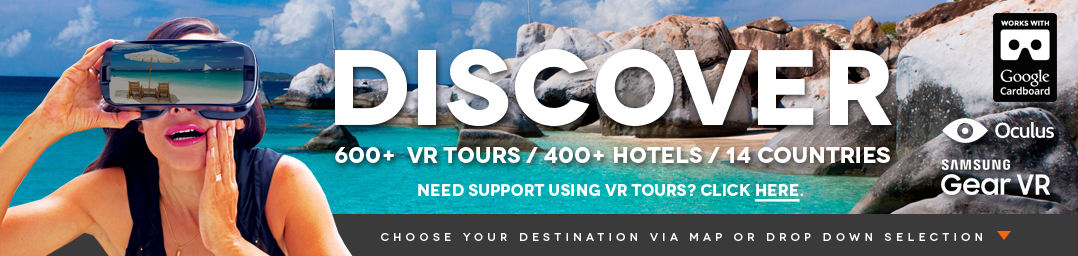 DISCOVER
600+ VR TOURS / 400+ HOTELS / 14 COUNTRIES
NEED SUPPORT USING VR TOURS? CLICK HERE.
WORKS WITH
Google
Cardboard
Oculus
SAMSUNG
Gear VR
CHOOSE YOUR DESTINATION VIA MAP OR DROP DOWN SELECTION